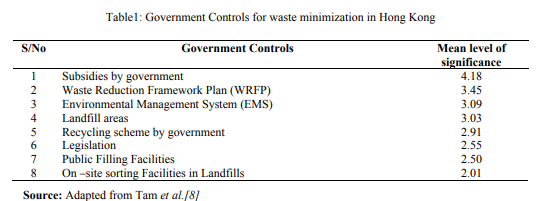 Table1: Government Controls for waste minimization in Hong Kong
S/No Government Controls Mean level of
significance
1 Subsidies by government 4.18
2 Waste Reduction Framework Plan (WRFP) 3.45
3 Environmental Management System (EMS) 3.09
4 Landfill areas 3.03
5 Recycling scheme by government 2.91
6 Legislation 2.55
7 Public Filling Facilities 2.50
8 On –site sorting Facilities in Landfills 2.01
Source: Adapted from Tam et al.[8]